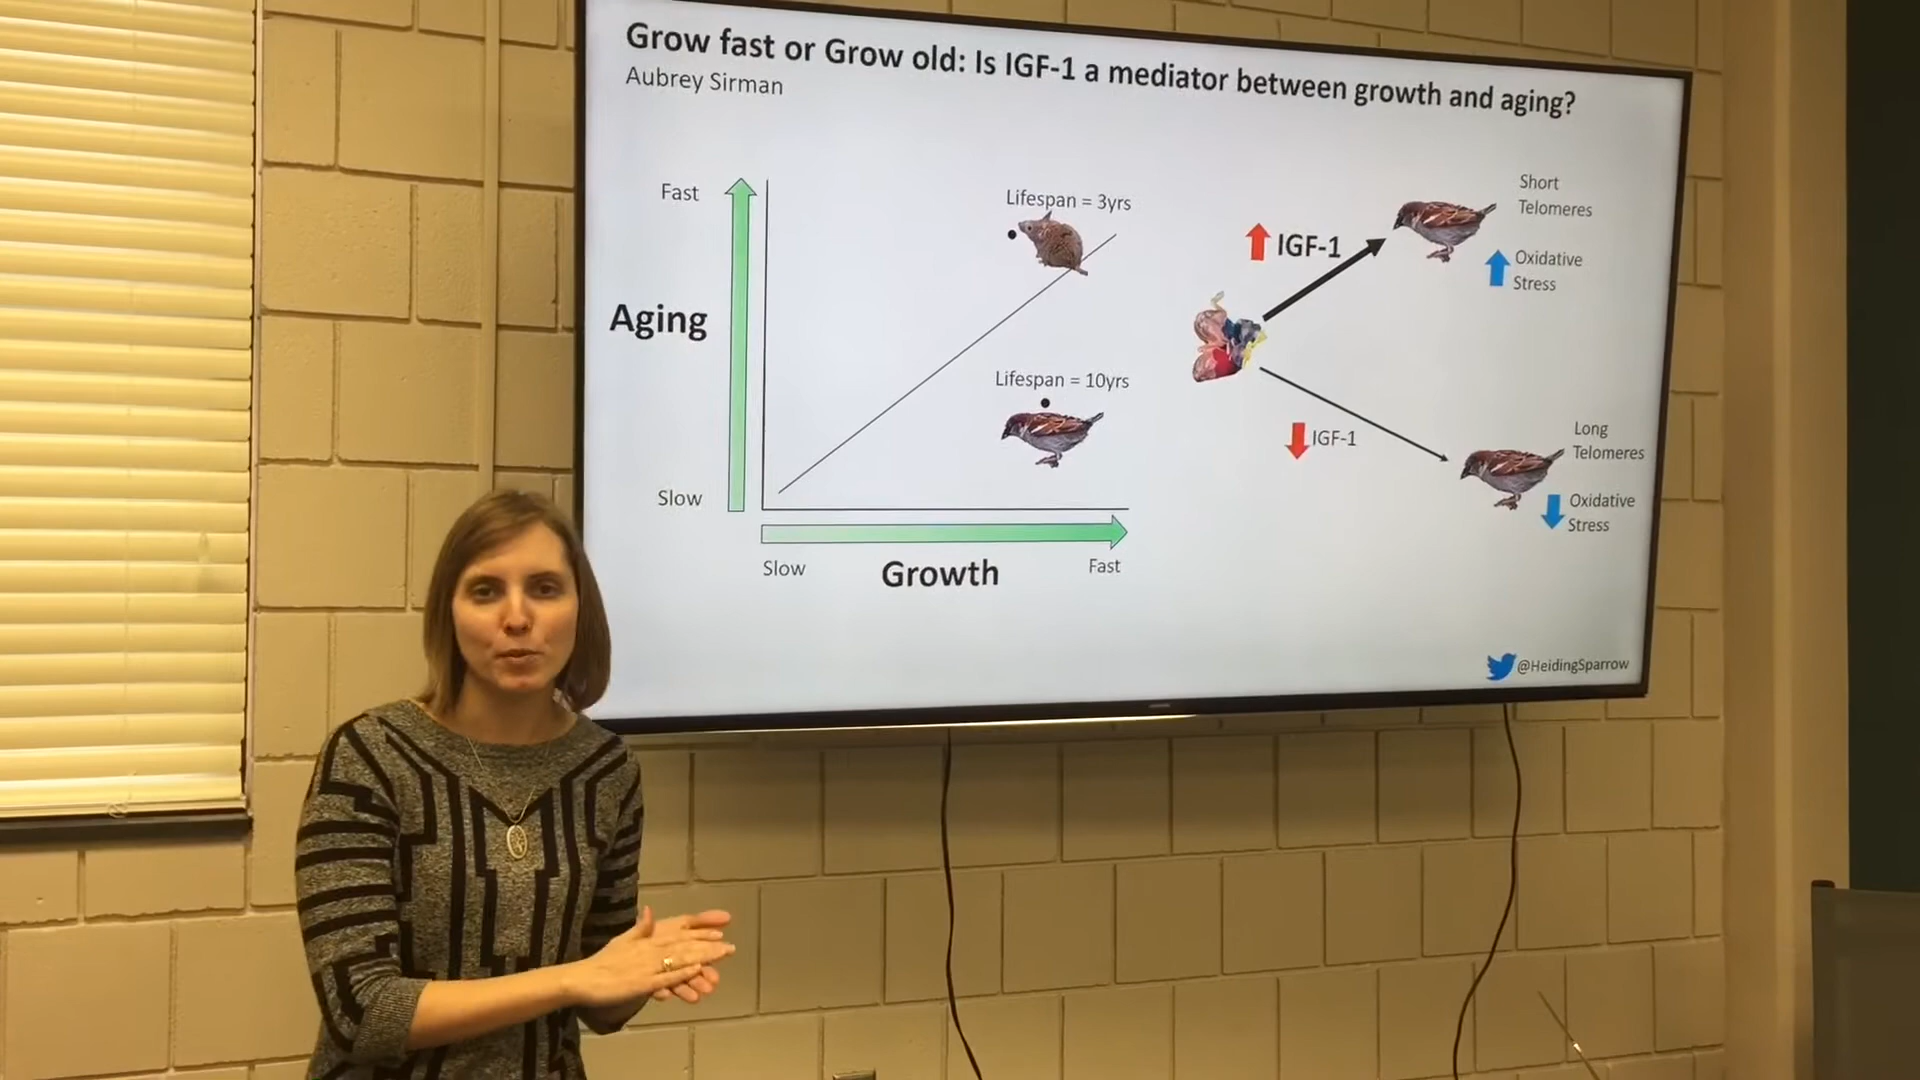 Grow fast or Grow old: Is IGF-1 a mediator between growth and aging?
Aubrey Sirman
Fast
Aging
Slow
Lifespan = 3yrs
Lifespan = 10yrs
Slow
Growth
Fast
IGF-1
Short
Telomeres
Oxidative
Stress
IGF-1
Long
Telomeres
Oxidative
Stress
@HeidingSparrow